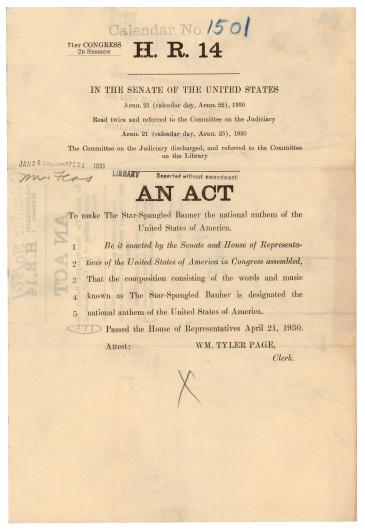 Calendar No. 1501
71ST CONGRESS
2D SESSION
H. R. 14
IN THE SENATE OF THE UNITED STATES
APRIL 21 (calendar day, APRIL 22), 1930
Read twice and referred to the Committee on the Judiciary
APRIL 21 (calendar day, APRIL 25), 1930
The Committee on the Judiciary discharged, and referred to the Committee
on the Library
1931
Mr. Fess
LIBRARY Reported without amendment
AN ACT
To make The Star-Spangled Banner the national anthem of the
United States of America.
1 Be it enacted by the Senate and House of Representa-
2 tives of the United States of America in Congress assembled,
3 That the composition consisting of the words and music
4 known as The Star-Spangled Banner is designated the
5 national anthem of the United States of America.
Passed the House of Representatives April 21, 1930.
Attest: WM. TYLER PAGE,
Clerk.
X
AN ACT
H. R. 14